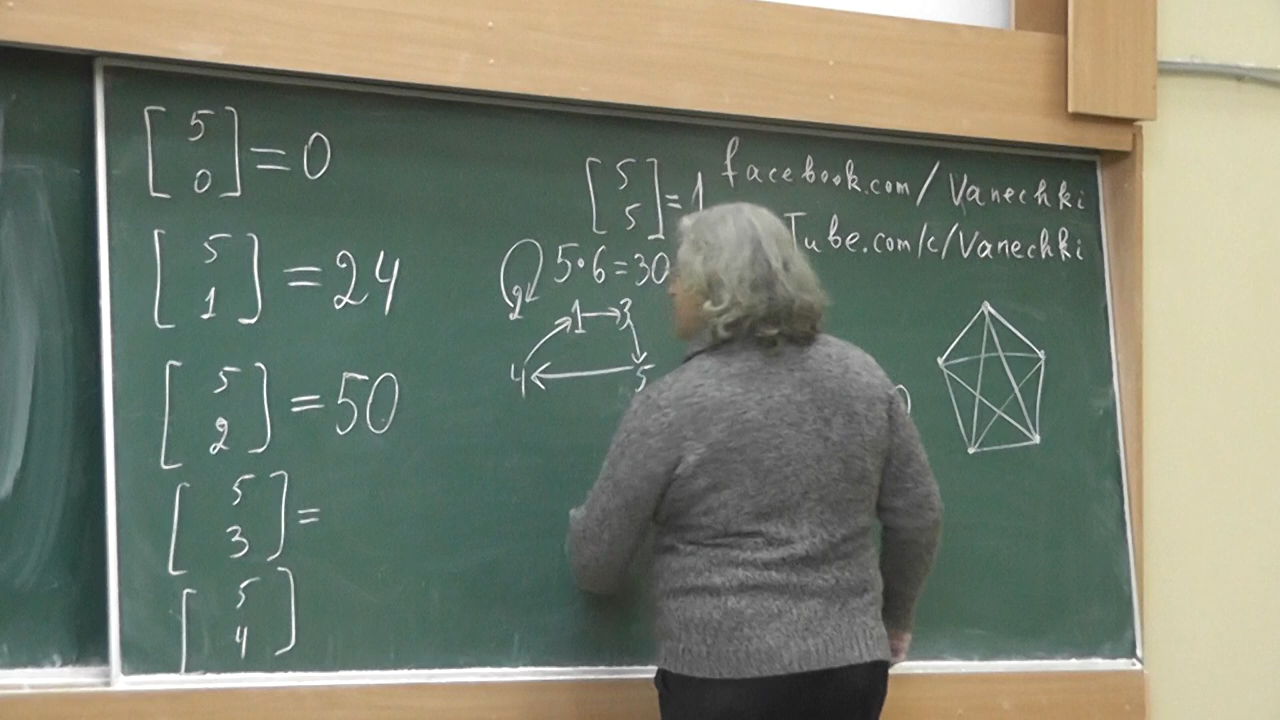 [5 0] = 0
[5 1] = 24
[5 2] = 50
[5 3] =
[5 4]
[5 5] = 1
facebook.com/Vanechki
Tube.com/c/Vanechki
2 5·6=30
1 3
4 5